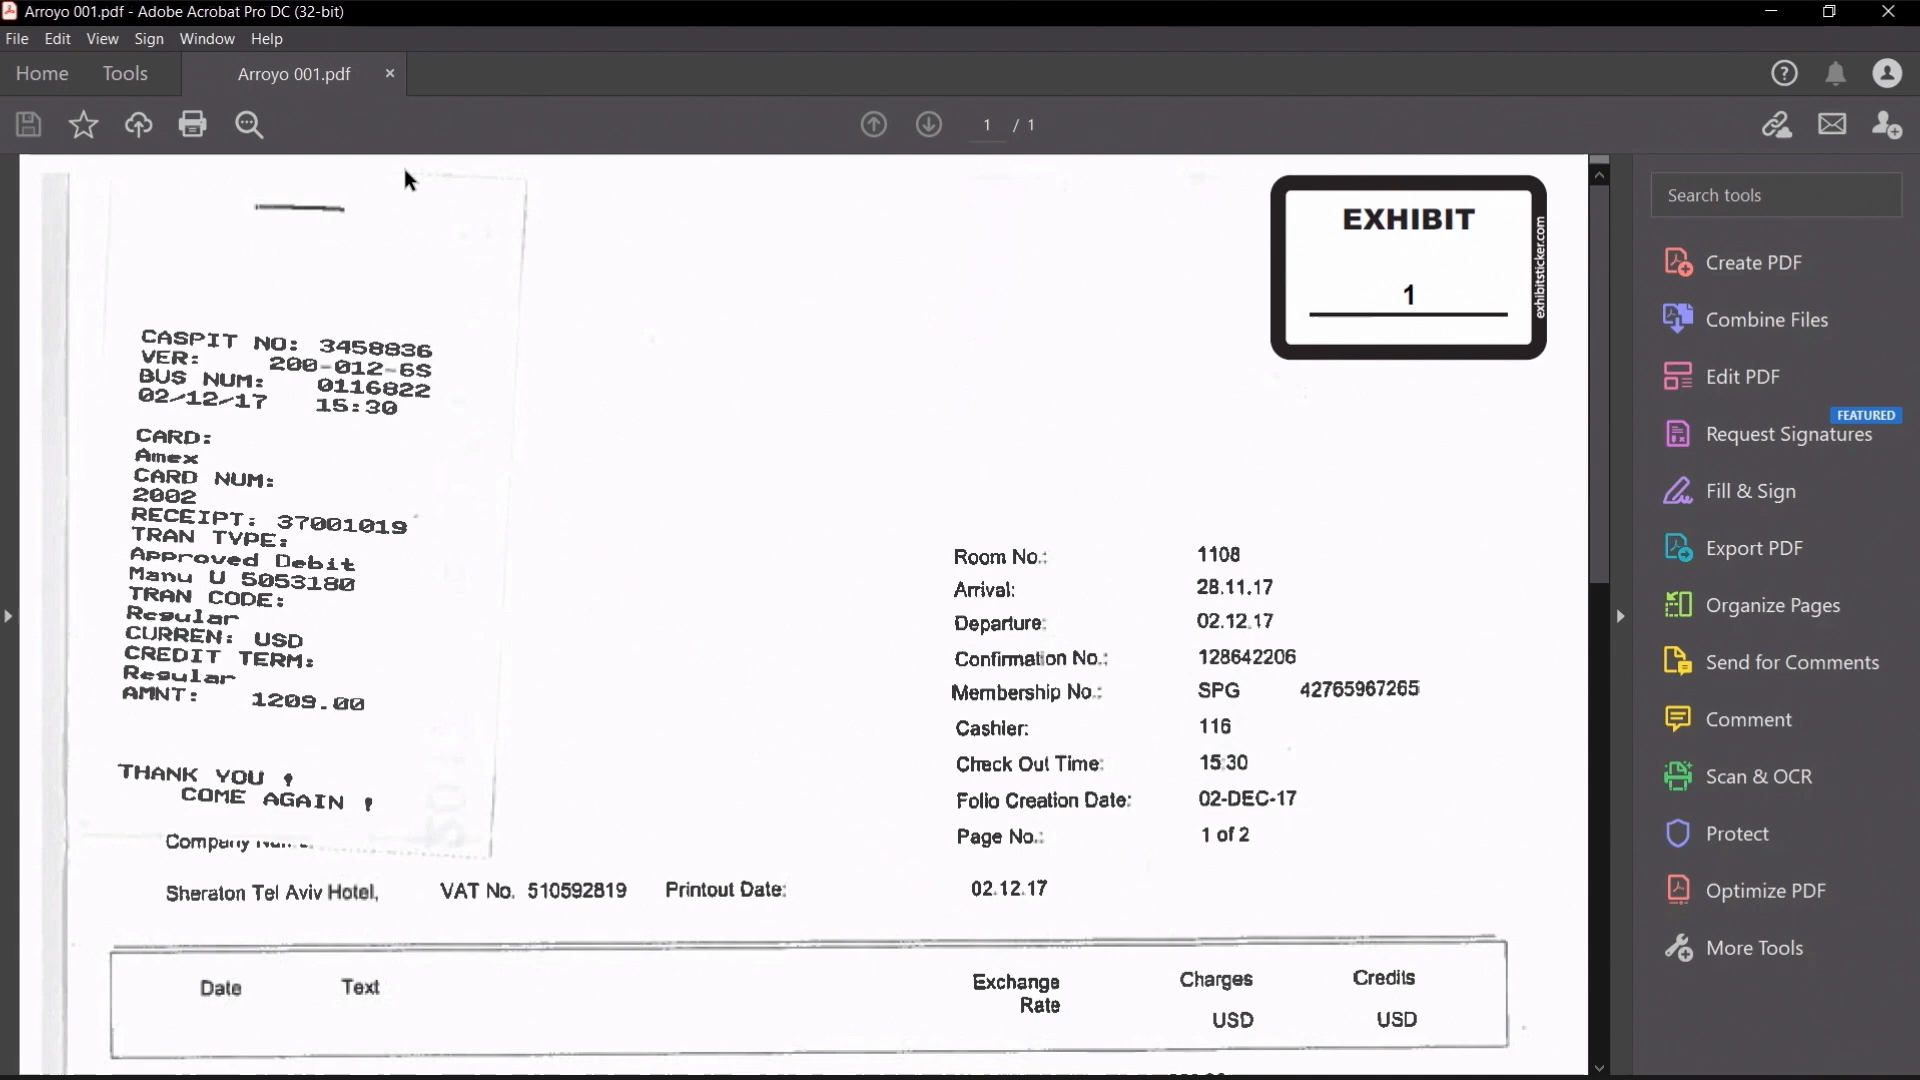 Arroyo 001.pdf - Adobe Acrobat Pro DC (32-bit)
File Edit View Sign Window Help
Home Tools Arroyo 001.pdf
1 / 1
EXHIBIT
1
exhibitsticker.com
CASPIT NO: 3458836
VER: 200-012-6S
BUS NUM: 0116822
02/12/17 15:30
CARD:
Amex
CARD NUM:
2002
RECEIPT: 37001019
TRAN TYPE:
Approved Debit
Manu U 5053180
TRAN CODE:
Regular
CURREN: USD
CREDIT TERM:
Regular
AMNT: 1209.00
THANK YOU !
COME AGAIN !
Room No.: 1108
Arrival: 28.11.17
Departure: 02.12.17
Confirmation No.: 128642206
Membership No.: SPG 42765967265
Cashier: 116
Check Out Time: 15:30
Folio Creation Date: 02-DEC-17
Page No.: 1 of 2
Company
Sheraton Tel Aviv Hotel, VAT No. 510592819 Printout Date: 02.12.17
Date Text Exchange Rate Charges USD Credits USD
Search tools
Create PDF
Combine Files
Edit PDF
FEATURED
Request Signatures
Fill & Sign
Export PDF
Organize Pages
Send for Comments
Comment
Scan & OCR
Protect
Optimize PDF
More Tools